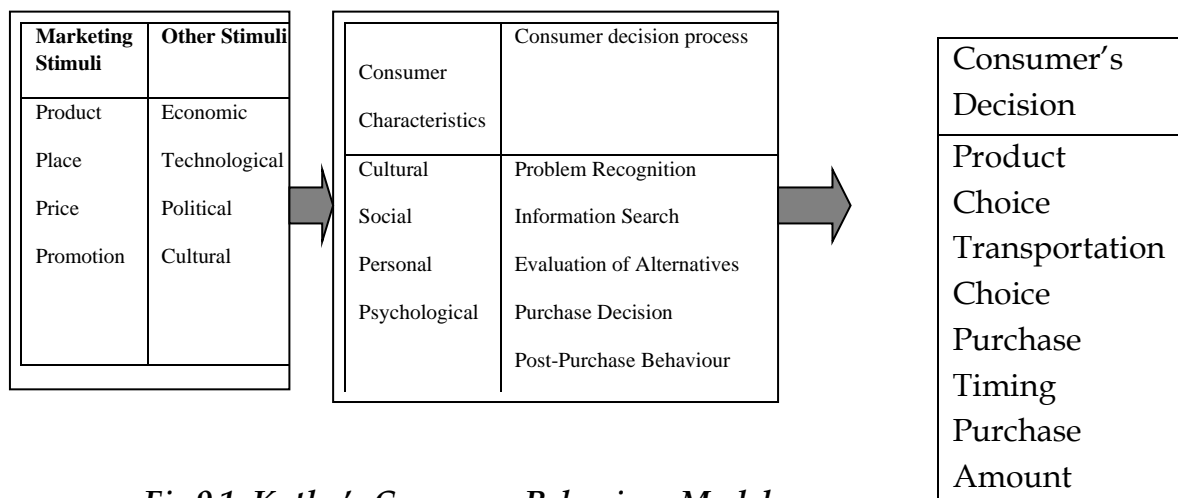 Marketing Stimuli
Other Stimuli
Product
Economic
Place
Technological
Price
Political
Promotion
Cultural
Consumer
Characteristics
Consumer decision process
Cultural
Problem Recognition
Social
Information Search
Personal
Evaluation of Alternatives
Psychological
Purchase Decision
Post-Purchase Behaviour
Consumer's
Decision
Product
Choice
Transportation
Choice
Purchase
Timing
Purchase
Amount